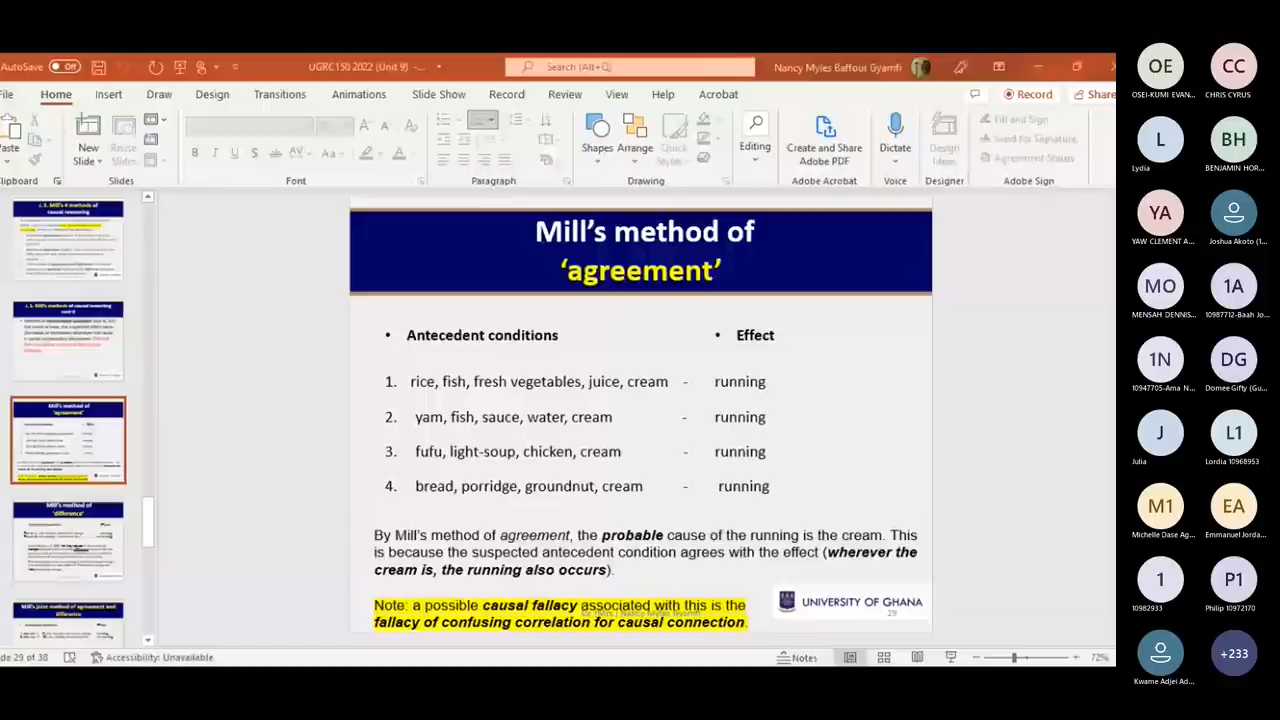 AutoSave Off
UGRC150 2022 (Unit 9)- ...
Search (Alt+Q)
Nancy Myles Baffour Gyamfi
File Home Insert Draw Design Transitions Animations Slide Show Record Review View Help Acrobat
Record
Share
Paste
New
Slide
Reuse
Slides
Shapes
Arrange
Quick
Styles
Editing
Create and Share
Adobe PDF
Dictate
Design
Ideas
Fill and Sign
Send for Signature
Agreement Status
Clipboard
Slides
Font
Paragraph
Drawing
Adobe Acrobat
Voice
Designer
Adobe Sign
J. S. Mill's 4 methods of
causal reasoning
J. S. Mill's methods of causal reasoning
cont'd
Mill's method of
'agreement'
Mill's method of
'difference'
Mill's joint method of agreement and
difference
Mill's method of
'agreement'
• Antecedent conditions
• Effect
1. rice, fish, fresh vegetables, juice, cream - running
2. yam, fish, sauce, water, cream - running
3. fufu, light-soup, chicken, cream - running
4. bread, porridge, groundnut, cream - running
By Mill's method of agreement, the probable cause of the running is the cream. This
is because the suspected antecedent condition agrees with the effect (wherever the
cream is, the running also occurs).
Note: a possible causal fallacy associated with this is the
fallacy of confusing correlation for causal connection.
UNIVERSITY OF GHANA
29
Slide 29 of 38
Accessibility: Unavailable
Notes
72%
OE
OSEI-KUMI EVAN...
CC
CHRIS CYRUS
L
Lydia
BH
BENJAMIN HOR...
YA
YAW CLEMENT A...
Joshua Akoto (1...
MO
MENSAH DENNIS...
1A
10987712-Baah Jo...
1N
10947705-Ama N...
DG
Domee Gifty (Gu...
J
Julia
L1
Lordia 10968953
M1
Michelle Dase Ag...
EA
Emmanuel Jorda...
1
10982933
P1
Philip 10972170
Kwame Adjei Ad...
+233